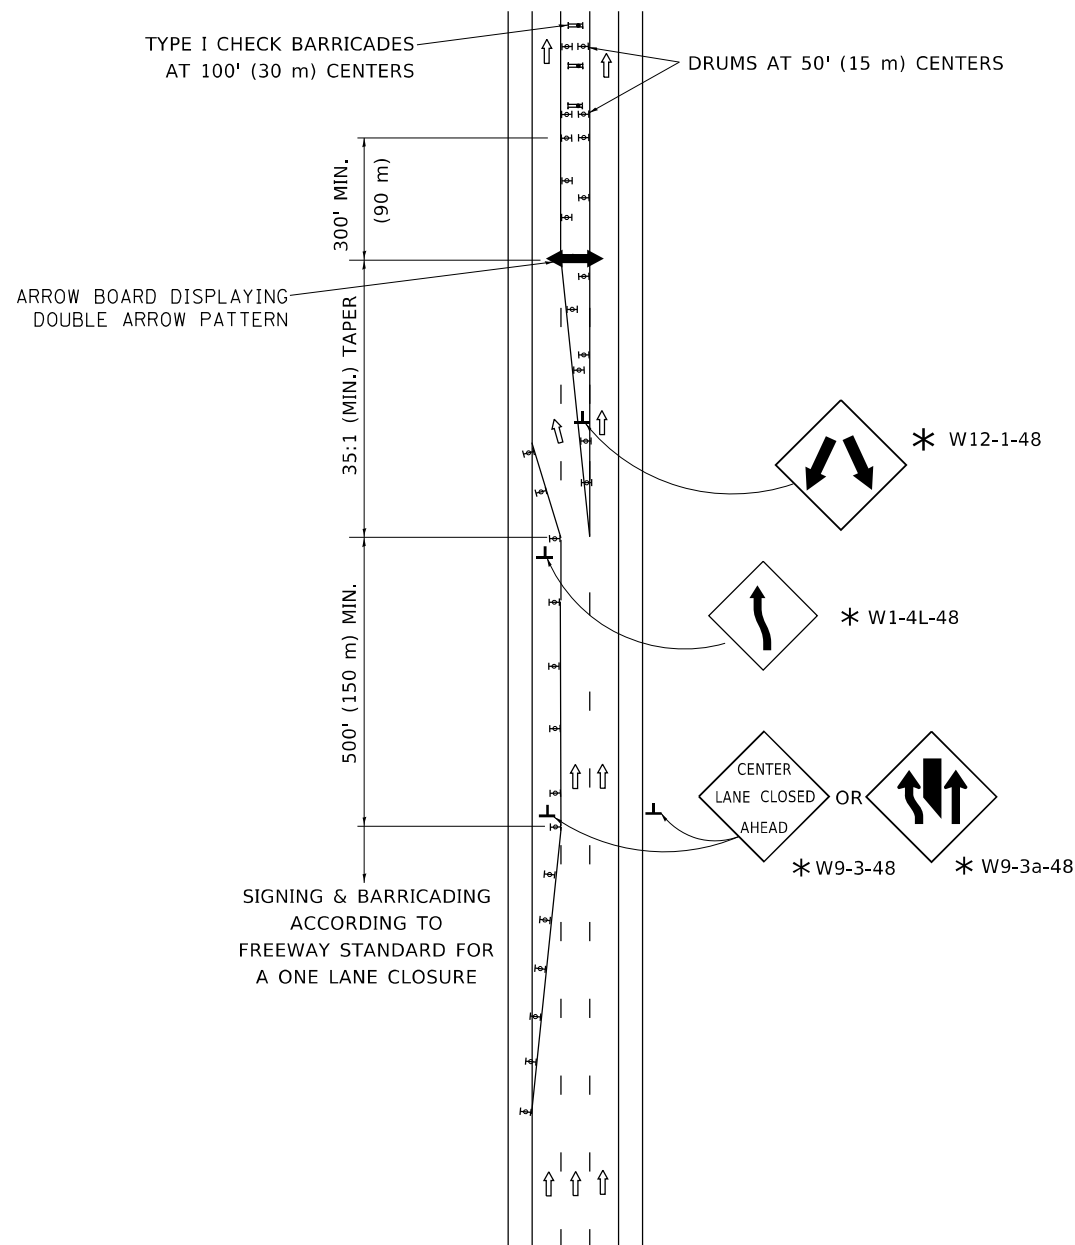 TYPE I CHECK BARRICADES
AT 100' (30 m) CENTERS
DRUMS AT 50' (15 m) CENTERS
300' MIN.
(90 m)
ARROW BOARD DISPLAYING
DOUBLE ARROW PATTERN
35:1 (MIN.) TAPER
* W12-1-48
* W1-4L-48
500' (150 m) MIN.
CENTER
LANE CLOSED
AHEAD
OR
* W9-3-48
* W9-3a-48
SIGNING & BARRICADING
ACCORDING TO
FREEWAY STANDARD FOR
A ONE LANE CLOSURE